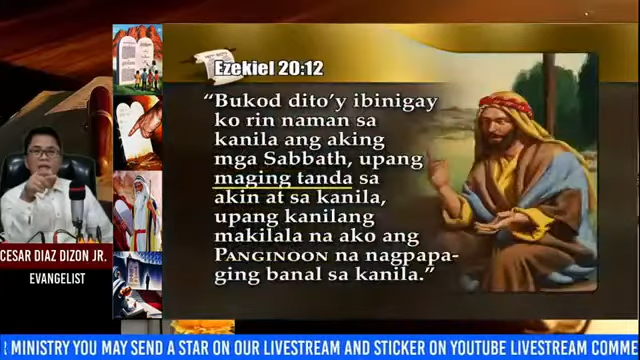 Ezekiel 20:12
“Bukod dito’y ibinigay
ko rin naman sa
kanila ang aking
mga Sabbath, upang
maging tanda sa
akin at sa kanila,
upang kanilang
makilala na ako ang
PANGINOON na nagpapa-
ging banal sa kanila.”
CESAR DIAZ DIZON JR.
EVANGELIST
R MINISTRY YOU MAY SEND A STAR ON OUR LIVESTREAM AND STICKER ON YOUTUBE LIVESTREAM COMME